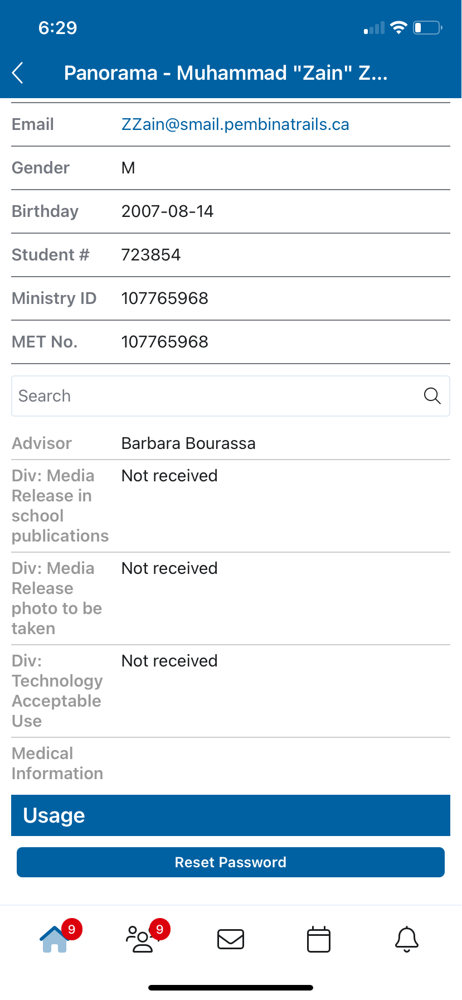 6:29
Panorama - Muhammad "Zain" Z...
Email ZZain@smail.pembinatrails.ca
Gender M
Birthday 2007-08-14
Student # 723854
Ministry ID 107765968
MET No. 107765968
Search
Advisor Barbara Bourassa
Div: Media Not received
Release in
school
publications
Div: Media Not received
Release
photo to be
taken
Div: Not received
Technology
Acceptable
Use
Medical
Information
Usage
Reset Password
9 9